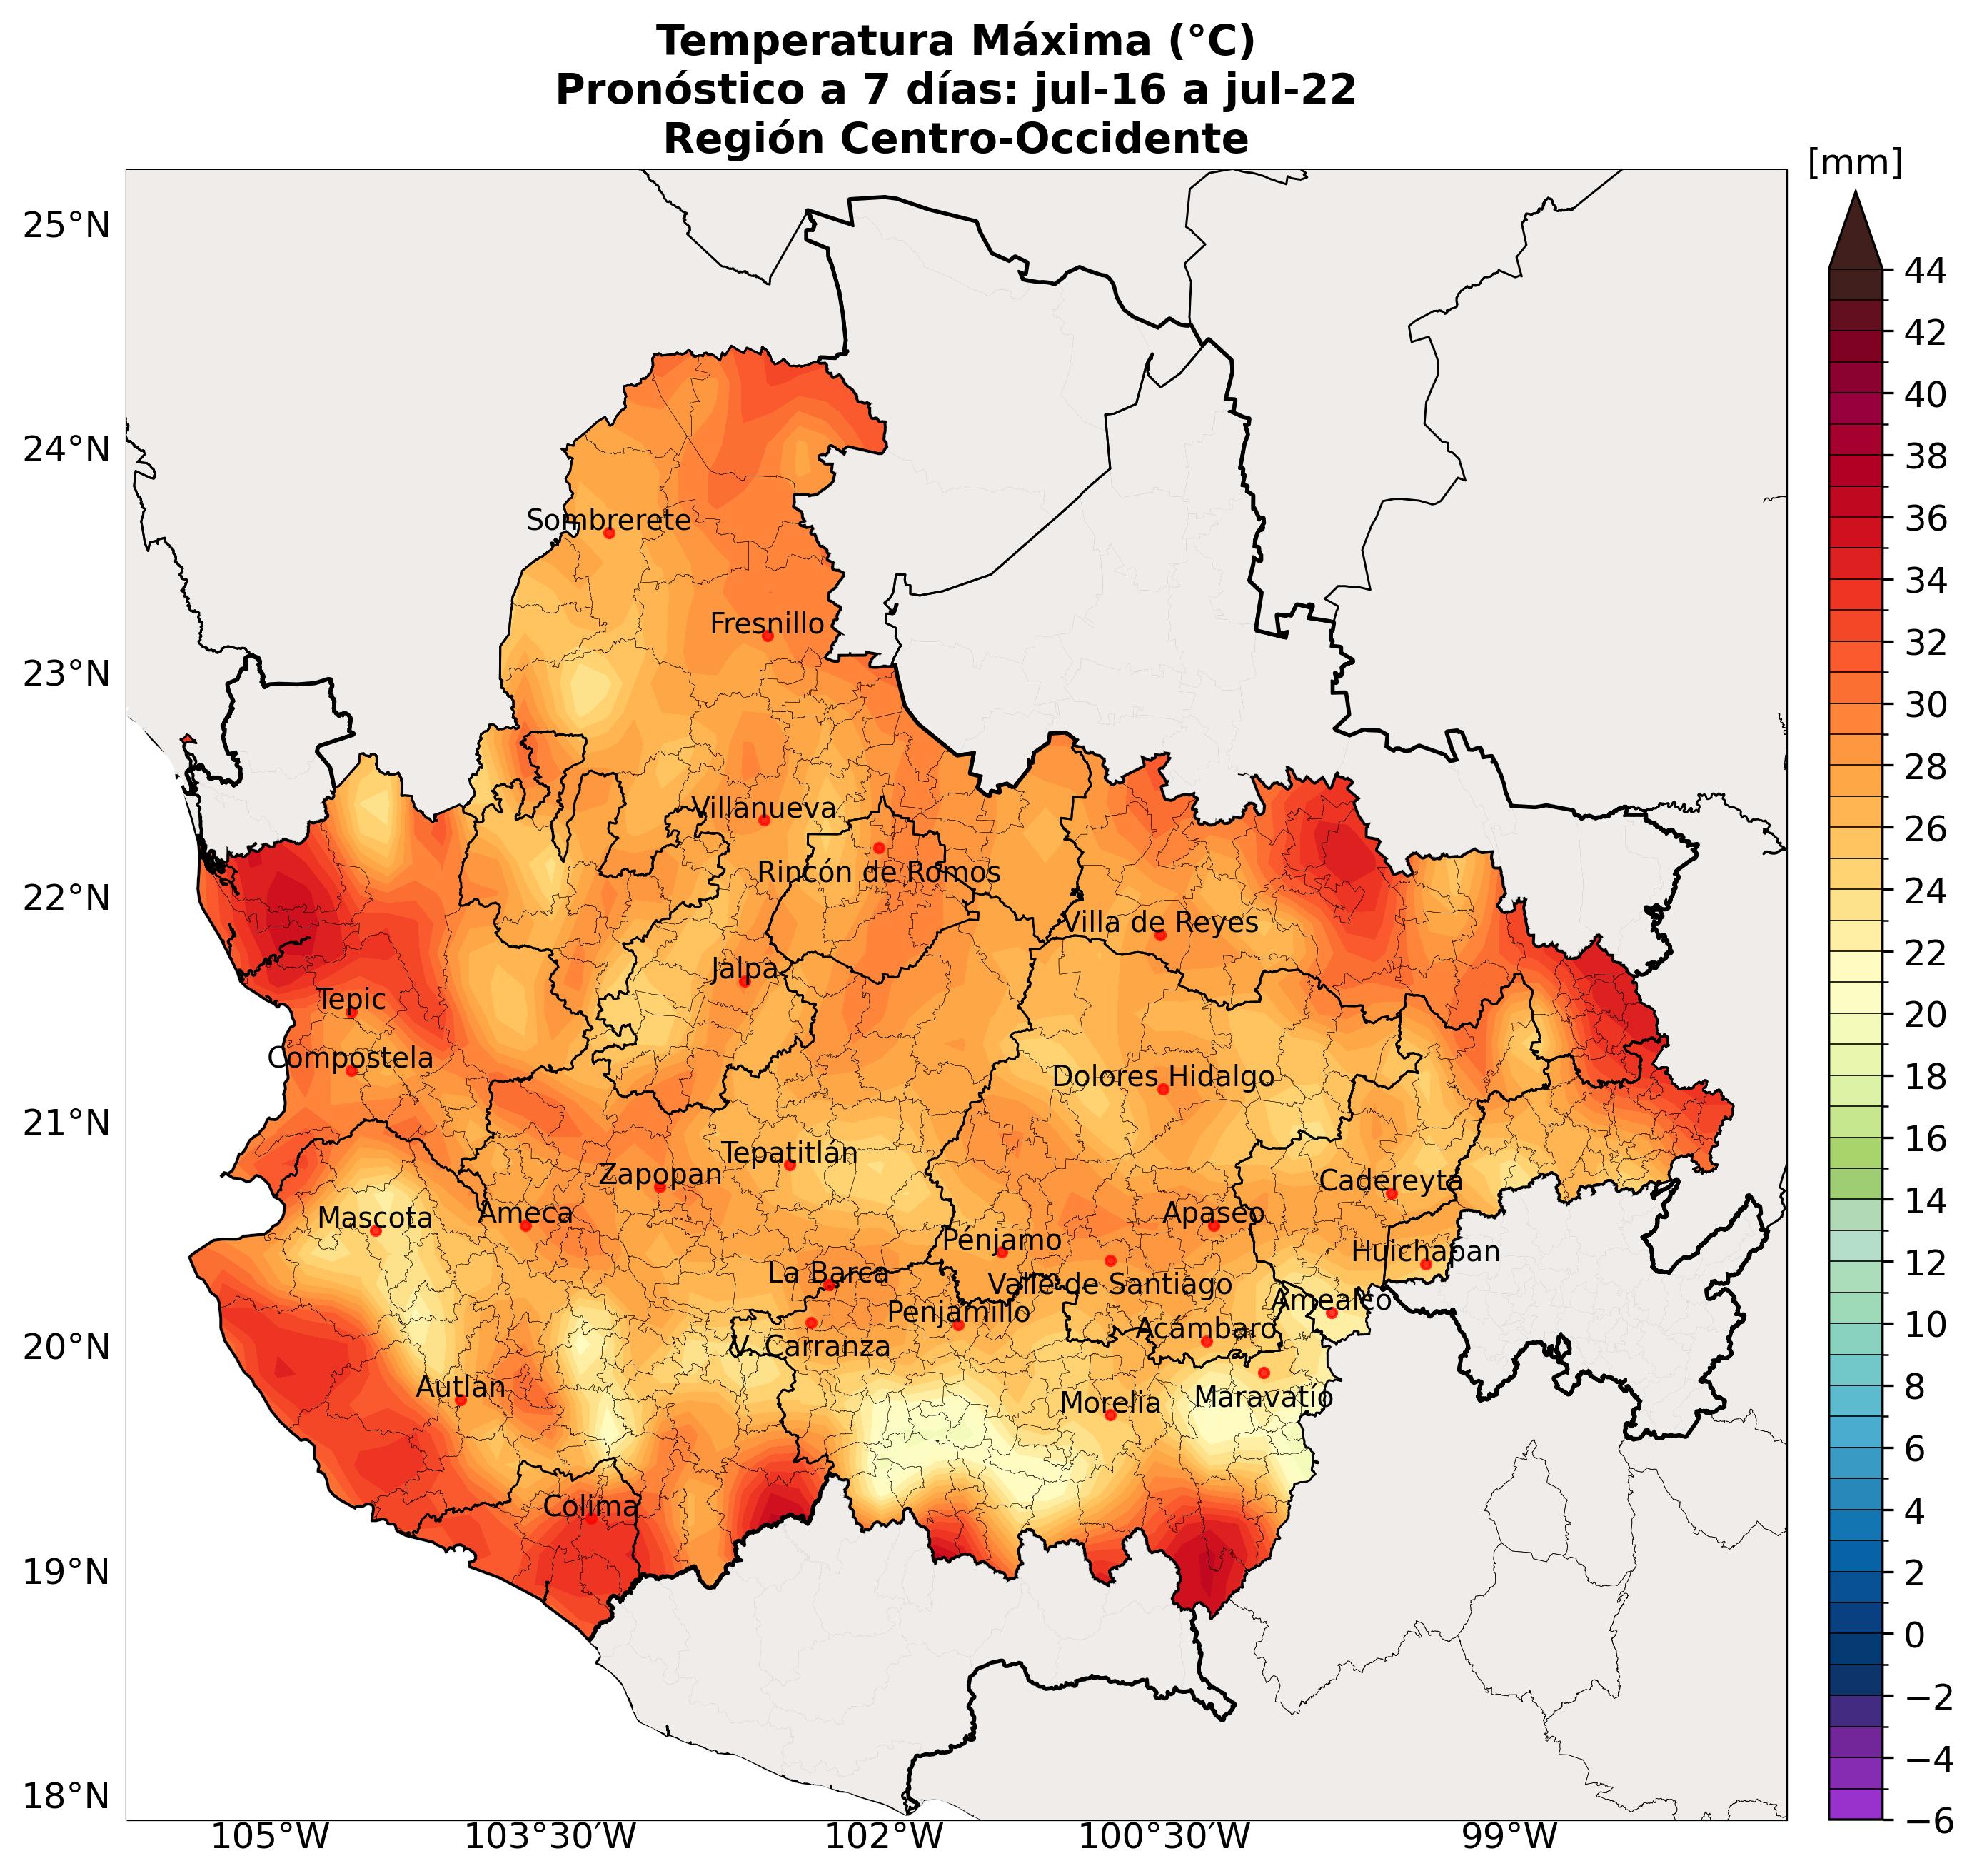 Temperatura Máxima (°C)
Pronóstico a 7 días: jul-16 a jul-22
Región Centro-Occidente
[mm]
25°N
24°N
23°N
22°N
21°N
20°N
19°N
18°N
105°W
103°30′W
102°W
100°30′W
99°W
44
42
40
38
36
34
32
30
28
26
24
22
20
18
16
14
12
10
8
6
4
2
0
−2
−4
−6
Sombrerete
Fresnillo
Villanueva
Rincón de Romos
Villa de Reyes
Jalpa
Tepic
Compostela
Dolores Hidalgo
Tepatitlán
Zapopan
Cadereyta
Mascota
Ameca
Apaseo
Pénjamo
Huichapan
La Barca
Valle de Santiago
Amealco
Penjamillo
Acámbaro
V. Carranza
Autlan
Maravatío
Morelia
Colima